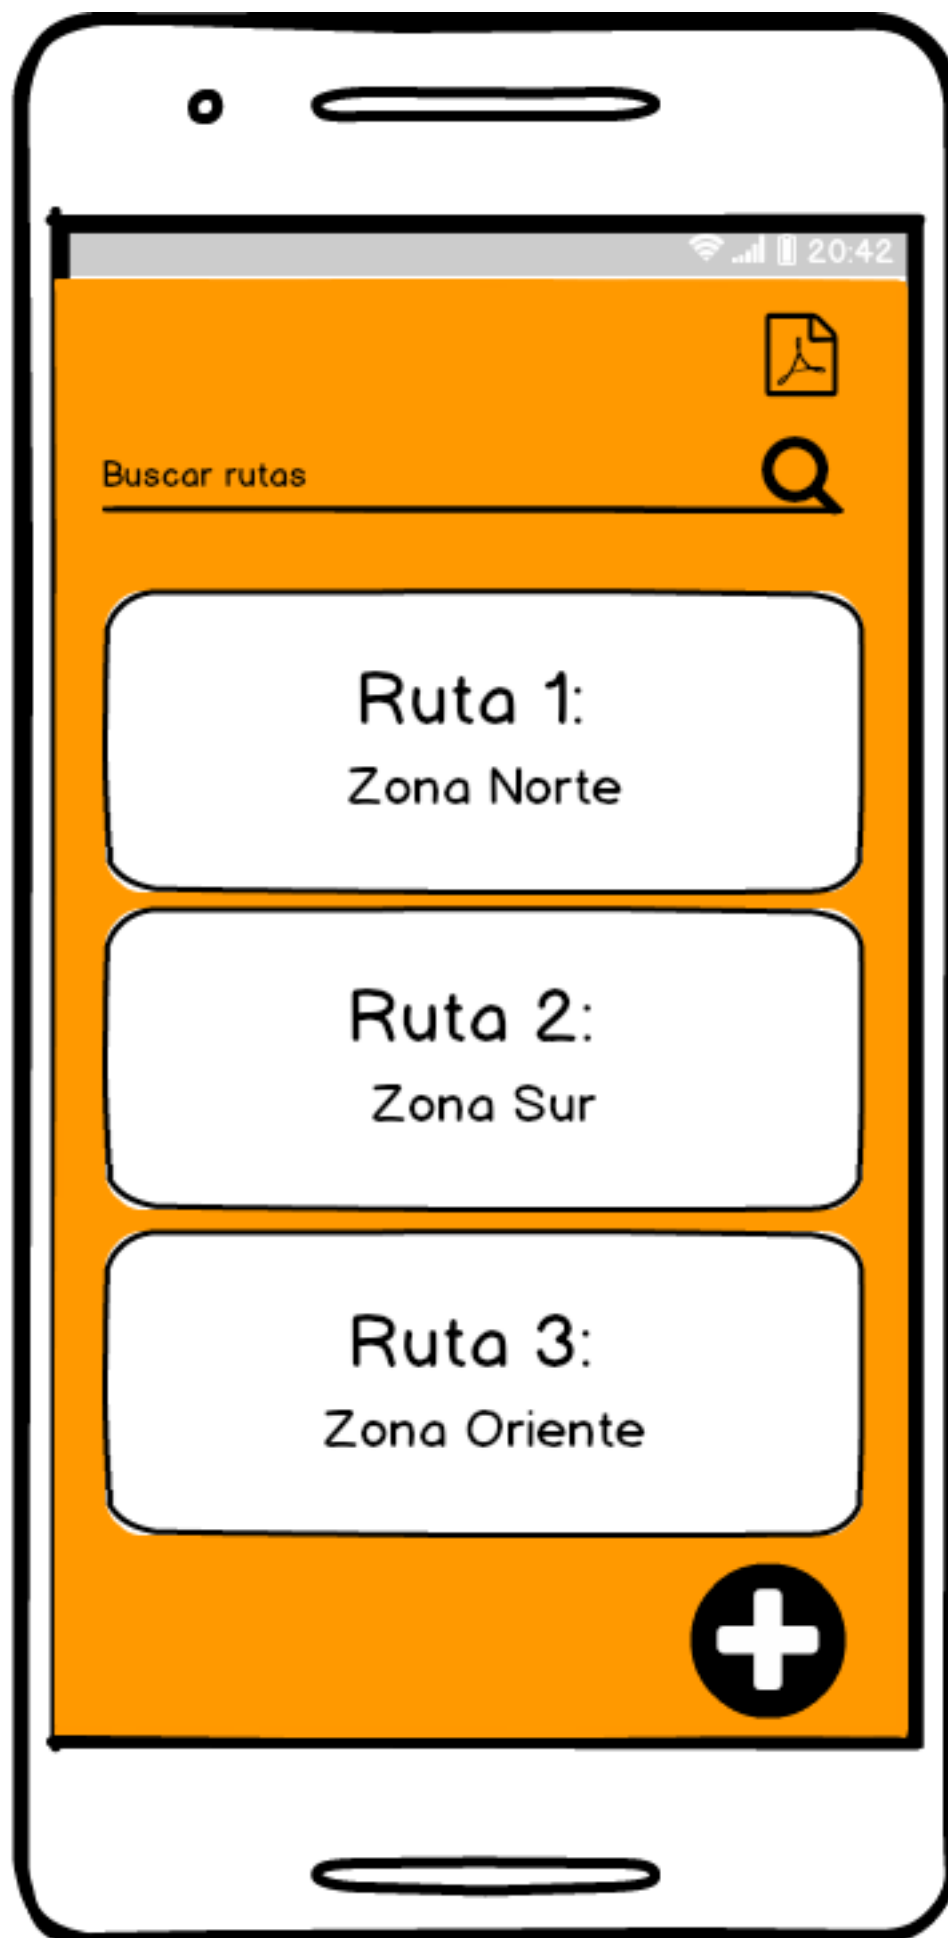 20:42
Buscar rutas
Ruta 1:
Zona Norte
Ruta 2:
Zona Sur
Ruta 3:
Zona Oriente